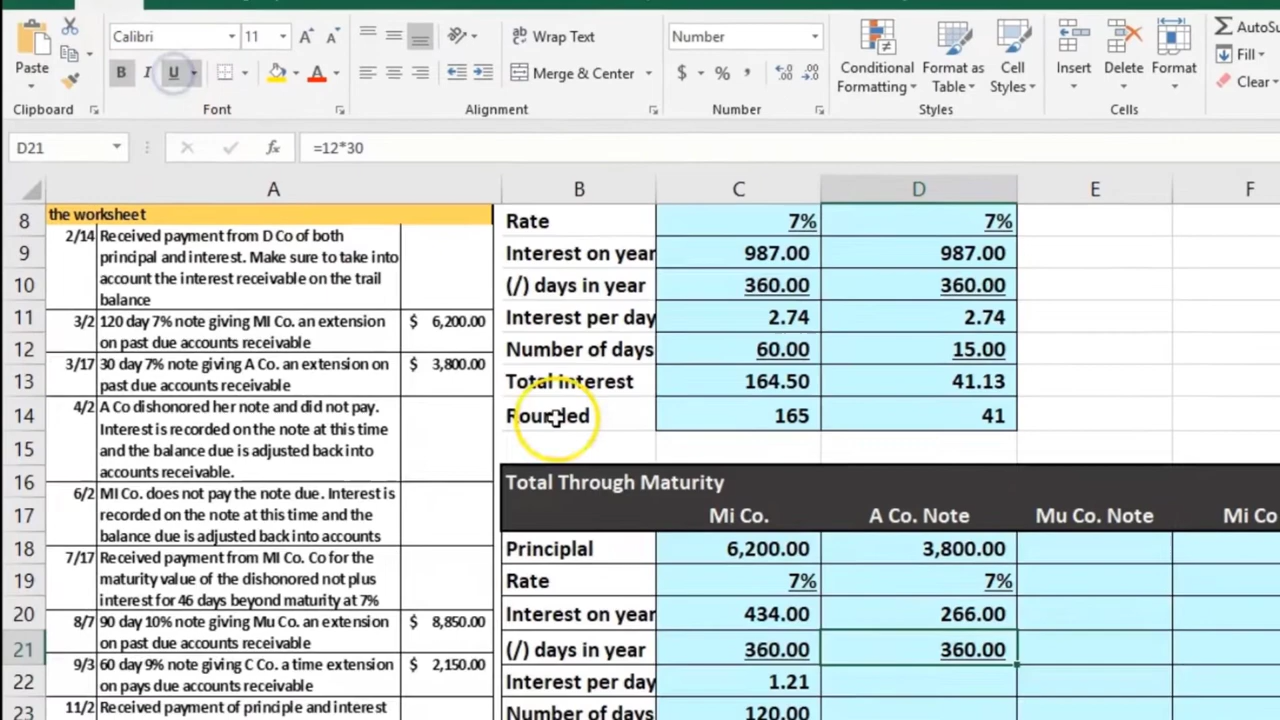 Calibri 11 A A Wrap Text Number AutoSu
Paste B I U Merge & Center $ % , Conditional Formatting Format as Table Cell Styles Insert Delete Format Fill Clear
Clipboard Font Alignment Number Styles Cells
D21 fx =12*30
A B C D E F
8 the worksheet Rate 7% 7%
2/14 Received payment from D Co of both
9 principal and interest. Make sure to take into Interest on year 987.00 987.00
10 account the interest receivable on the trail (/) days in year 360.00 360.00
balance
11 3/2 120 day 7% note giving MI Co. an extension $ 6,200.00 Interest per day 2.74 2.74
12 on past due accounts receivable Number of days 60.00 15.00
3/17 30 day 7% note giving A Co. an extension on $ 3,800.00
13 past due accounts receivable Total interest 164.50 41.13
14 4/2 A Co dishonored her note and did not pay. Rounded 165 41
Interest is recorded on the note at this time
15 and the balance due is adjusted back into
accounts receivable.
16 6/2 MI Co. does not pay the note due. Interest is Total Through Maturity
17 recorded on the note at this time and the Mi Co. A Co. Note Mu Co. Note Mi Co
balance due is adjusted back into accounts
18 7/17 Received payment from MI Co. Co for the Principlal 6,200.00 3,800.00
19 maturity value of the dishonored not plus Rate 7% 7%
interest for 46 days beyond maturity at 7%
20 8/7 90 day 10% note giving Mu Co. an extension $ 8,850.00 Interest on year 434.00 266.00
21 on past due accounts receivable (/) days in year 360.00 360.00
22 9/3 60 day 9% note giving C Co. a time extension $ 2,150.00 Interest per day 1.21
on pays due accounts receivable
23 11/2 Received payment of principle and interest Number of days 120.00